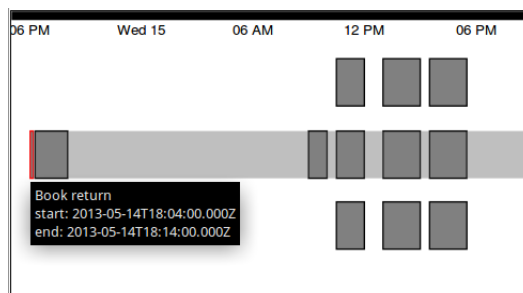 06 PM Wed 15 06 AM 12 PM 06 PM
Book return
start: 2013-05-14T18:04:00.000Z
end: 2013-05-14T18:14:00.000Z